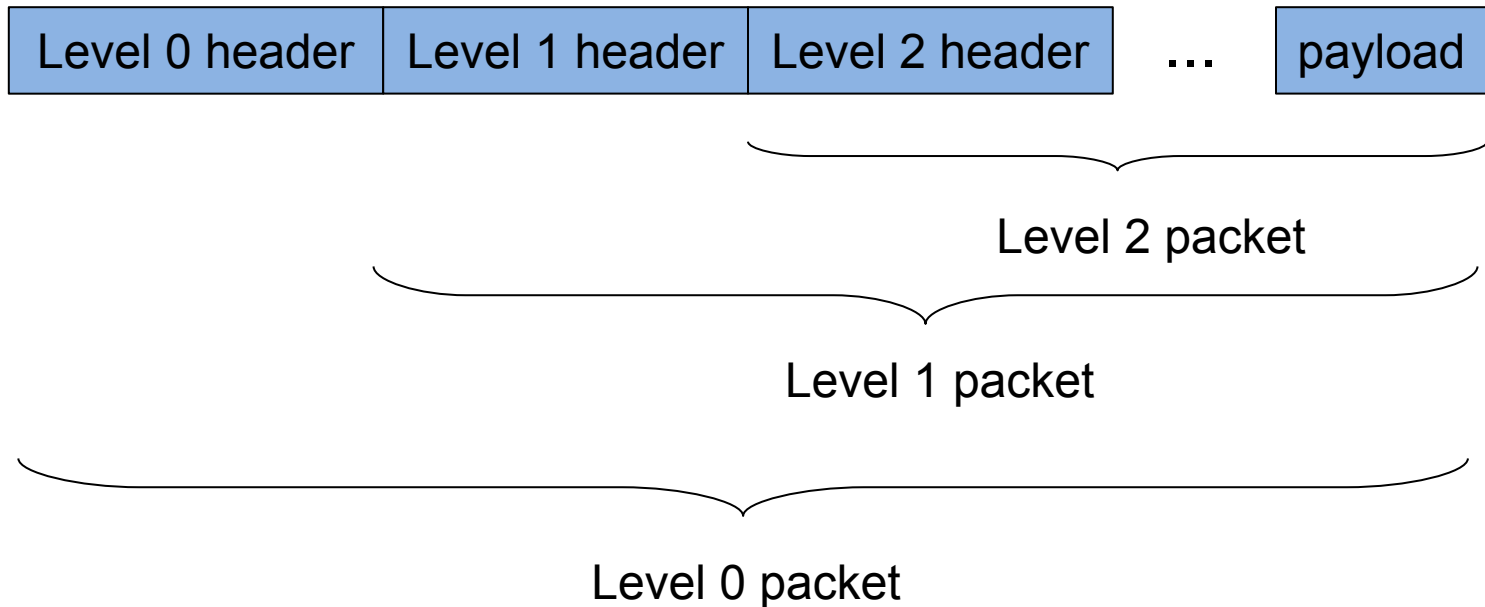 Level 0 header Level 1 header Level 2 header ... payload
Level 2 packet
Level 1 packet
Level 0 packet